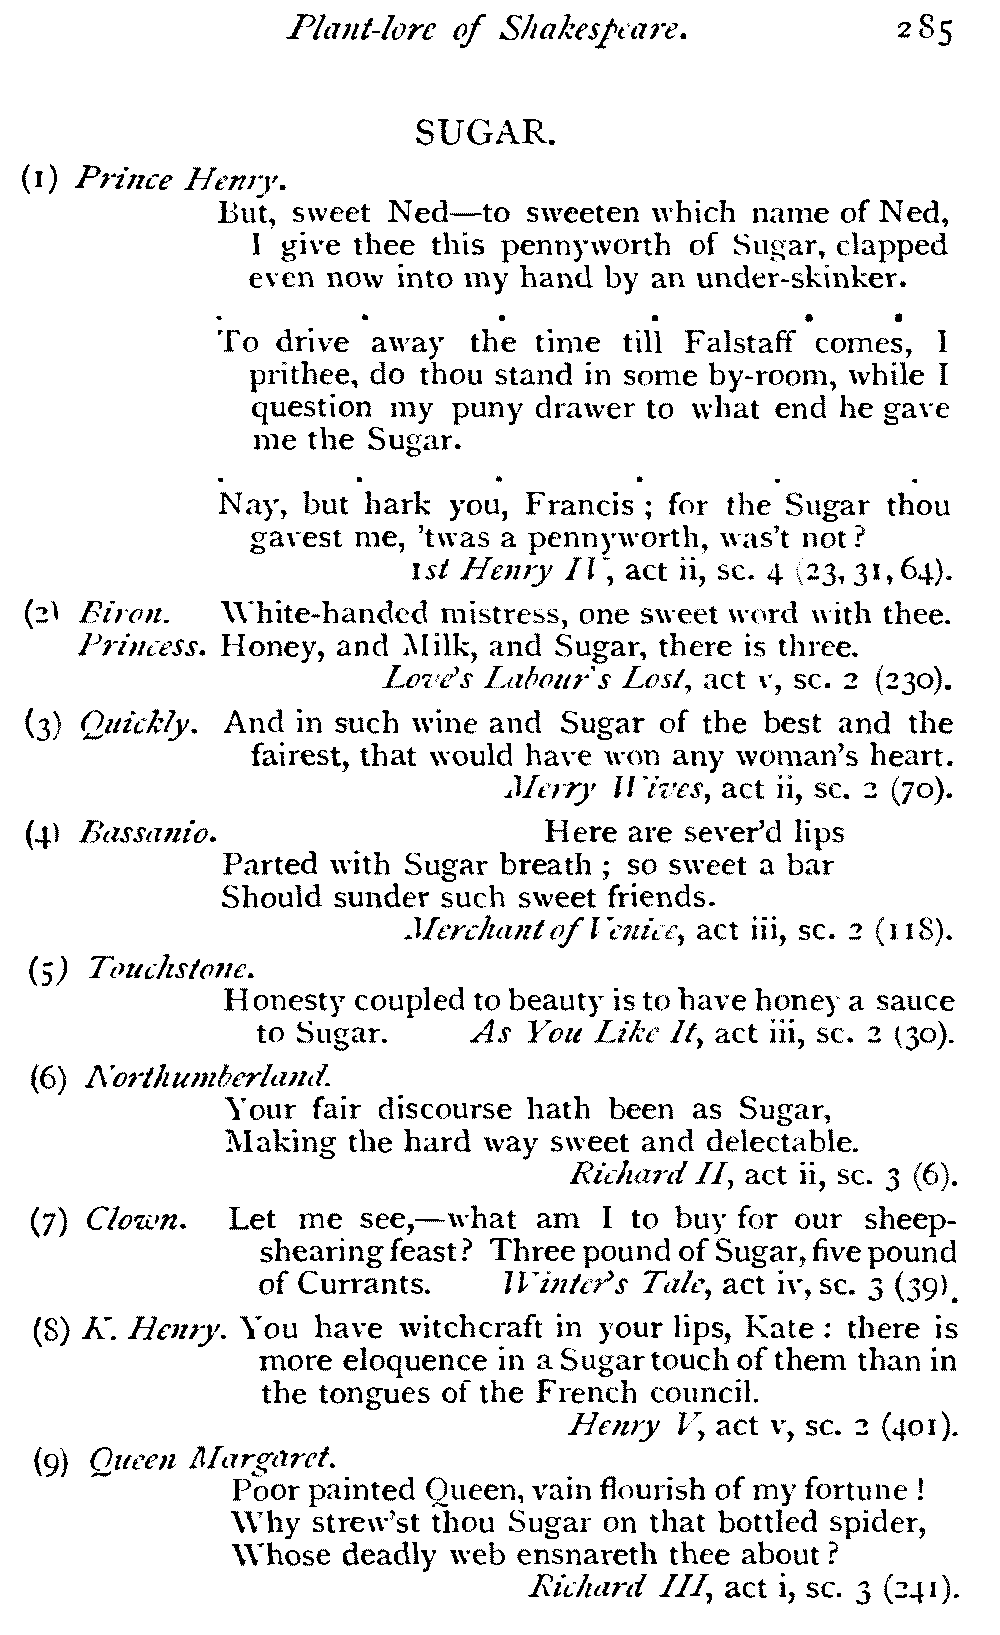 Plant-lore of Shakespeare. 285
SUGAR.
(1) Prince Henry.
But, sweet Ned—to sweeten which name of Ned,
I give thee this pennyworth of Sugar, clapped
even now into my hand by an under-skinker.
. . . . . .
To drive away the time till Falstaff comes, I
prithee, do thou stand in some by-room, while I
question my puny drawer to what end he gave
me the Sugar.
. . . . . .
Nay, but hark you, Francis; for the Sugar thou
gavest me, 'twas a pennyworth, was't not?
1st Henry IV, act ii, sc. 4 (23, 31, 64).
(2) Biron. White-handed mistress, one sweet word with thee.
Princess. Honey, and Milk, and Sugar, there is three.
Love's Labour's Lost, act v, sc. 2 (230).
(3) Quickly. And in such wine and Sugar of the best and the
fairest, that would have won any woman's heart.
Merry Wives, act ii, sc. 2 (70).
(4) Bassanio. Here are sever'd lips
Parted with Sugar breath; so sweet a bar
Should sunder such sweet friends.
Merchant of Venice, act iii, sc. 2 (118).
(5) Touchstone.
Honesty coupled to beauty is to have honey a sauce
to Sugar. As You Like It, act iii, sc. 2 (30).
(6) Northumberland.
Your fair discourse hath been as Sugar,
Making the hard way sweet and delectable.
Richard II, act ii, sc. 3 (6).
(7) Clown. Let me see,—what am I to buy for our sheep-
shearing feast? Three pound of Sugar, five pound
of Currants. Winter's Tale, act iv, sc. 3 (39).
(8) K. Henry. You have witchcraft in your lips, Kate: there is
more eloquence in a Sugar touch of them than in
the tongues of the French council.
Henry V, act v, sc. 2 (401).
(9) Queen Margaret.
Poor painted Queen, vain flourish of my fortune!
Why strew'st thou Sugar on that bottled spider,
Whose deadly web ensnareth thee about?
Richard III, act i, sc. 3 (241).